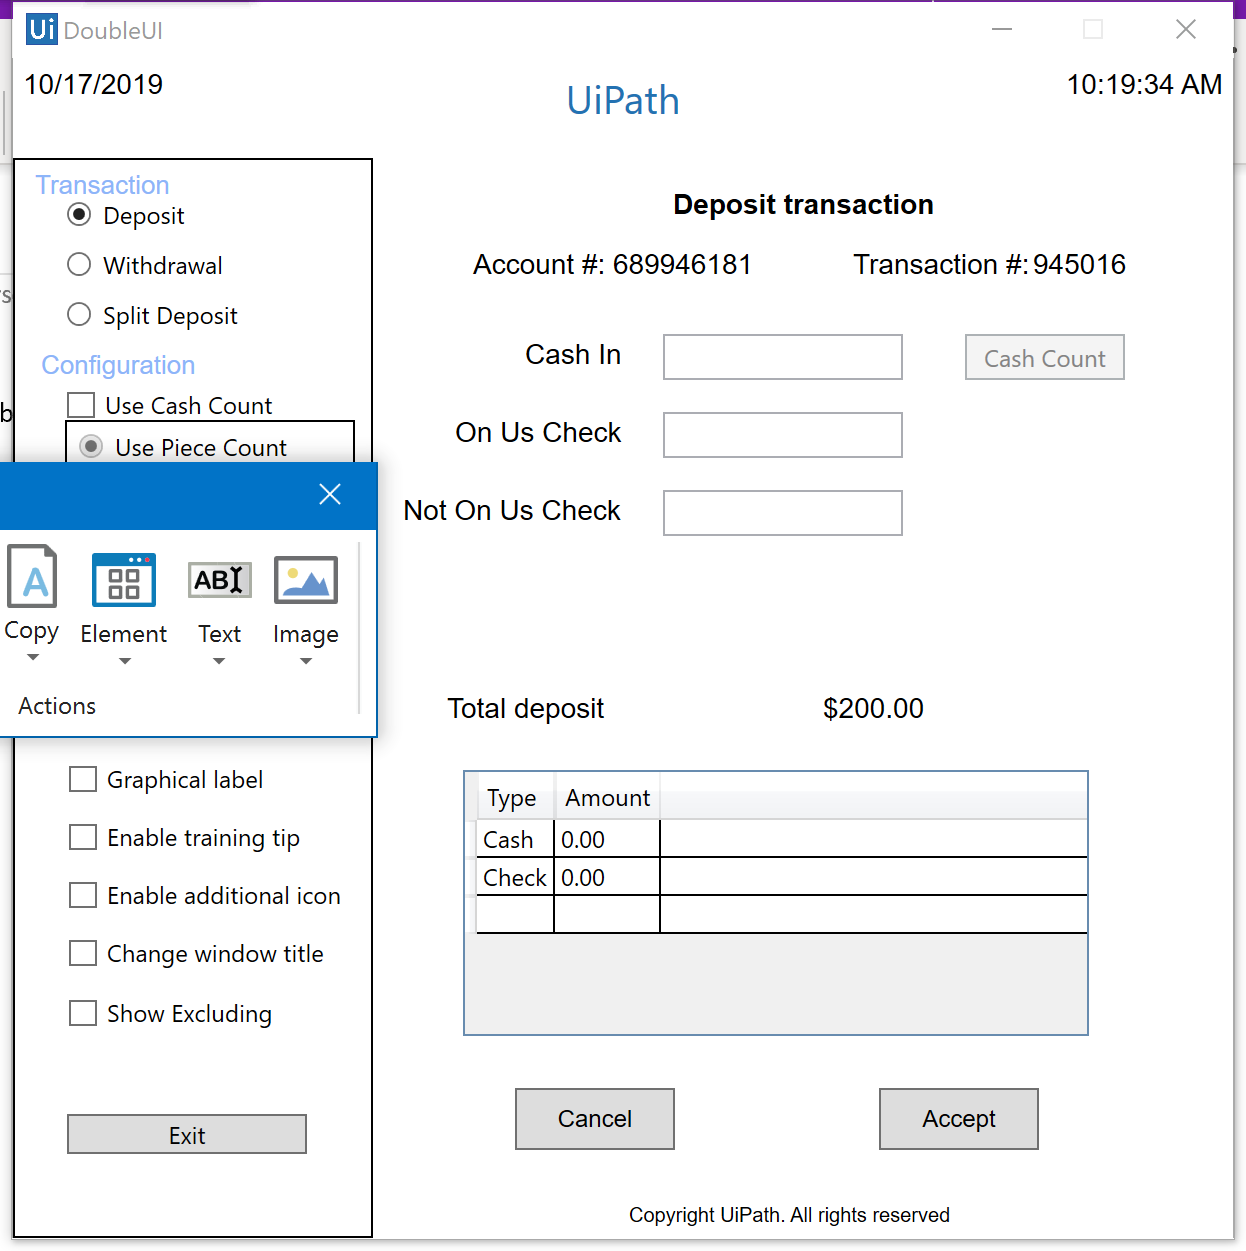 Ui DoubleUI
10/17/2019
10:19:34 AM
UiPath
Transaction
Deposit
Withdrawal
Split Deposit
Configuration
Use Cash Count
Use Piece Count
Copy
Element
Text
Image
Actions
Graphical label
Enable training tip
Enable additional icon
Change window title
Show Excluding
Exit
Deposit transaction
Account #: 689946181 Transaction #: 945016
Cash In
Cash Count
On Us Check
Not On Us Check
Total deposit $200.00
Type Amount
Cash 0.00
Check 0.00
Cancel
Accept
Copyright UiPath. All rights reserved